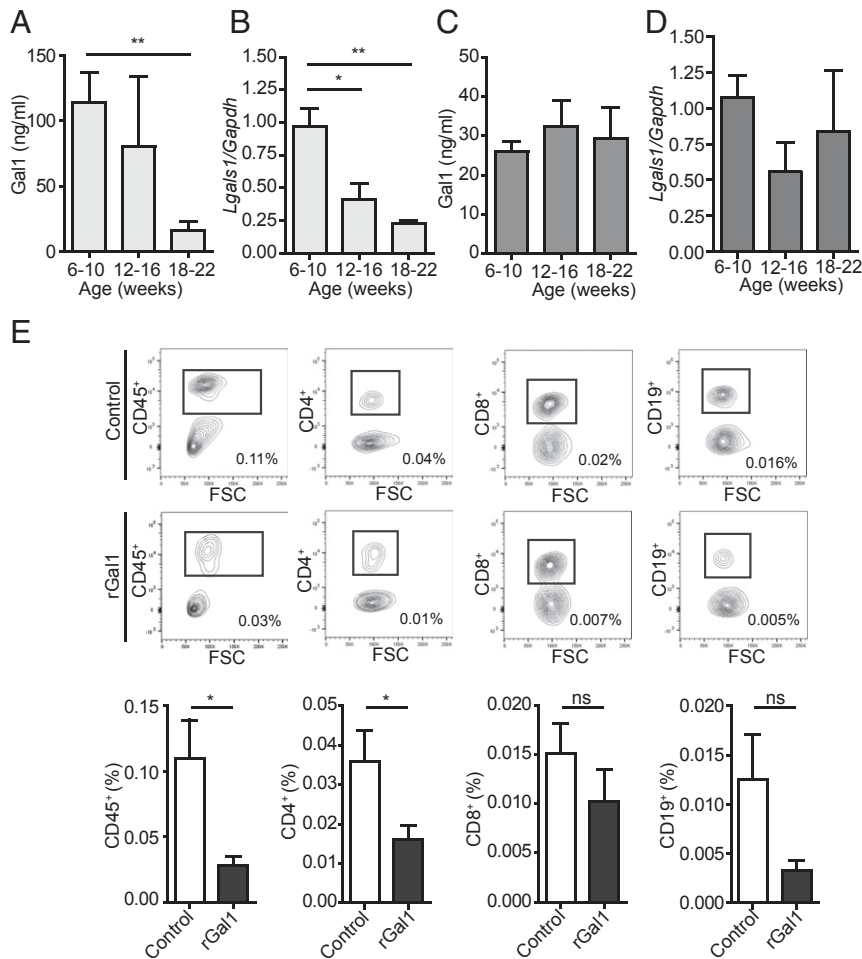 A
**
150
100
50
0
Gal1 (ng/ml)
6-10 12-16 18-22
Age (weeks)
B
**
*
1.50
1.25
1.00
0.75
0.50
0.25
0.00
Lgals1/Gapdh
6-10 12-16 18-22
Age (weeks)
C
50
40
30
20
10
0
Gal1 (ng/ml)
6-10 12-16 18-22
Age (weeks)
D
1.50
1.25
1.00
0.75
0.50
0.25
0.00
Lgals1/Gapdh
6-10 12-16 18-22
Age (weeks)
E
Control
CD45+
0.11%
FSC
CD4+
0.04%
FSC
CD8+
0.02%
FSC
CD19+
0.016%
FSC
rGal1
CD45+
0.03%
FSC
CD4+
0.01%
FSC
CD8+
0.007%
FSC
CD19+
0.005%
FSC
*
0.15
0.10
0.05
0.00
CD45+ (%)
Control rGal1
*
0.05
0.04
0.03
0.02
0.01
0.00
CD4+ (%)
Control rGal1
ns
0.020
0.015
0.010
0.005
0.000
CD8+ (%)
Control rGal1
ns
0.020
0.015
0.010
0.005
0.000
CD19+ (%)
Control rGal1